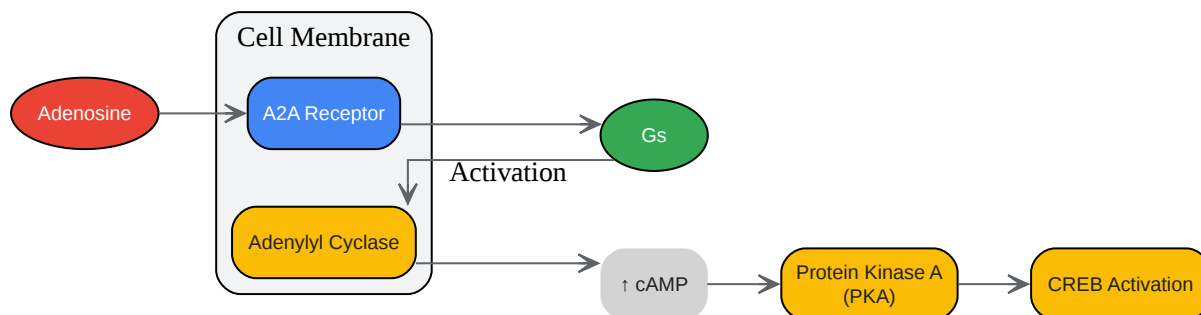 Cell Membrane
Adenosine
A2A Receptor
Gs
Activation
Adenylyl Cyclase
↑ cAMP
Protein Kinase A
(PKA)
CREB Activation